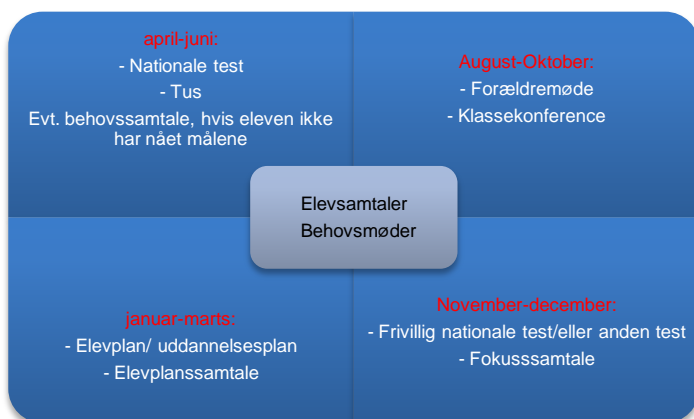 april-juni:
- Nationale test
- Tus
Evt. behovssamtale, hvis eleven ikke
har nået målene
August-Oktober:
- Forældremøde
- Klassekonference
Elevsamtaler
Behovsmøder
januar-marts:
- Elevplan/ uddannelsesplan
- Elevplanssamtale
November-december:
- Frivillig nationale test/eller anden test
- Fokusssamtale